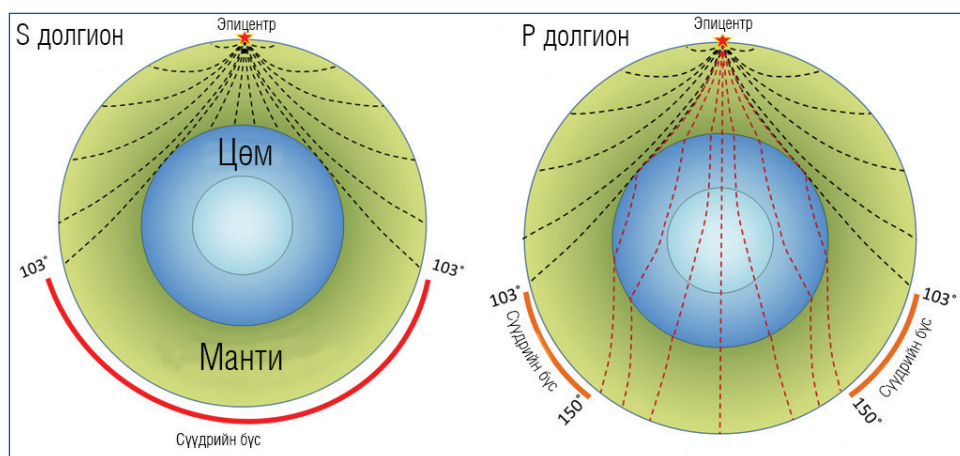 S долгион
Эпицентр
Цөм
Манти
103˚
103˚
Сүүдрийн бүс
P долгион
Эпицентр
103˚
103˚
Сүүдрийн бүс
Сүүдрийн бүс
150˚
150˚